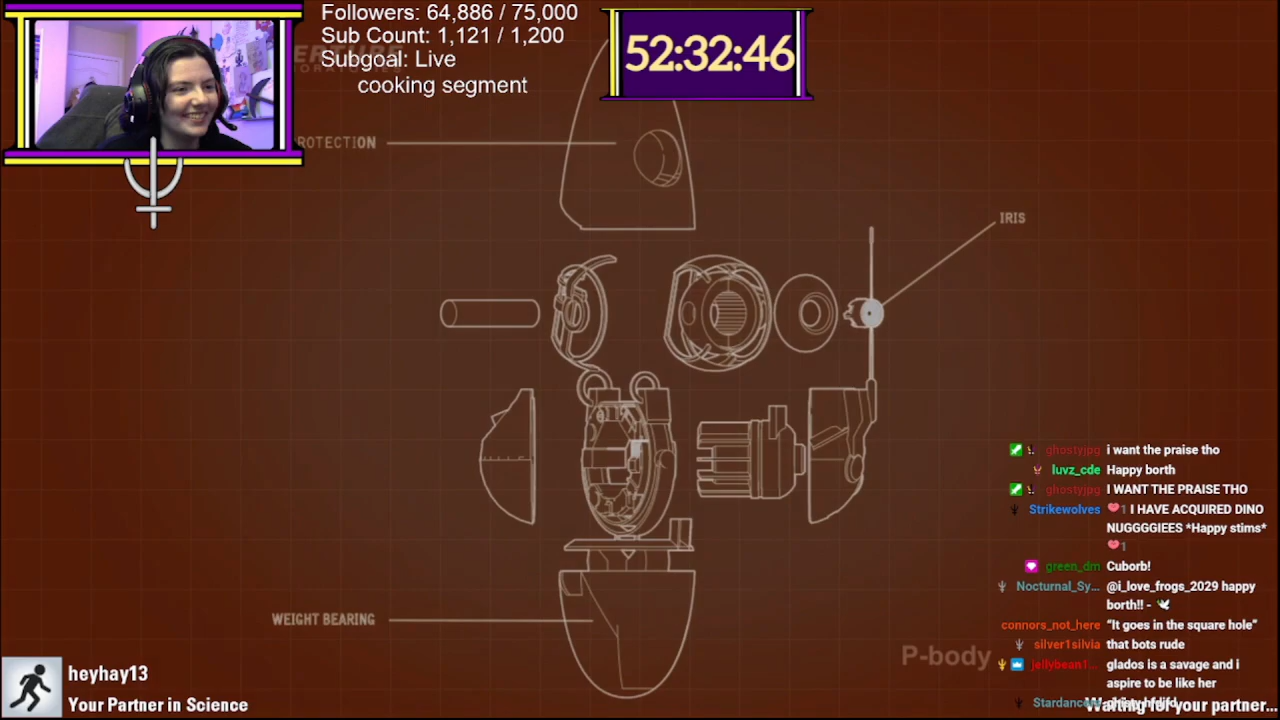 Followers: 64,886 / 75,000
Sub Count: 1,121 / 1,200
Subgoal: Live
cooking segment
52:32:46
IRIS
WEIGHT BEARING
P-body
ghostyjpg i want the praise tho
luvz_cde Happy borth
ghostyjpg I WANT THE PRAISE THO
Strikewolves 1 I HAVE ACQUIRED DINO
NUGGGGIEES *Happy stims*
1
green_dm Cuborb!
Nocturnal_Sy... @i_love_frogs_2029 happy
borth!! -
connors_not_here “It goes in the square hole”
silver1silvia that bots rude
jellybean1... glados is a savage and i
aspire to be like her
heyhay13
Your Partner in Science
Waiting for your partner...